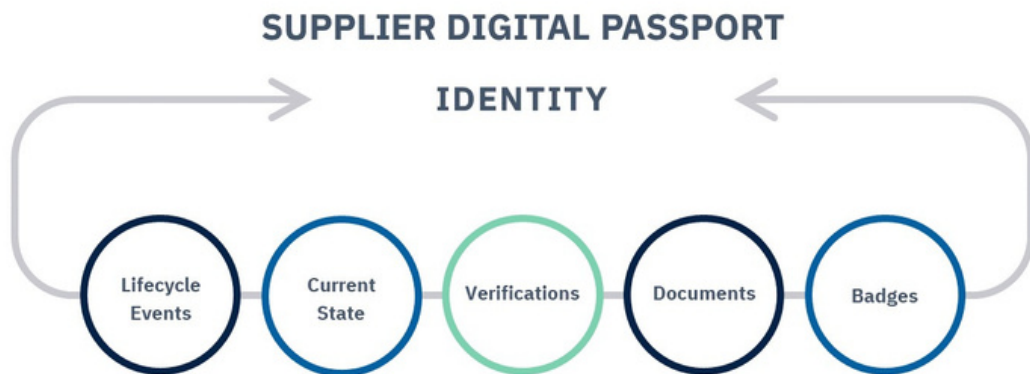 SUPPLIER DIGITAL PASSPORT
IDENTITY
Lifecycle
Events
Current
State
Verifications
Documents
Badges